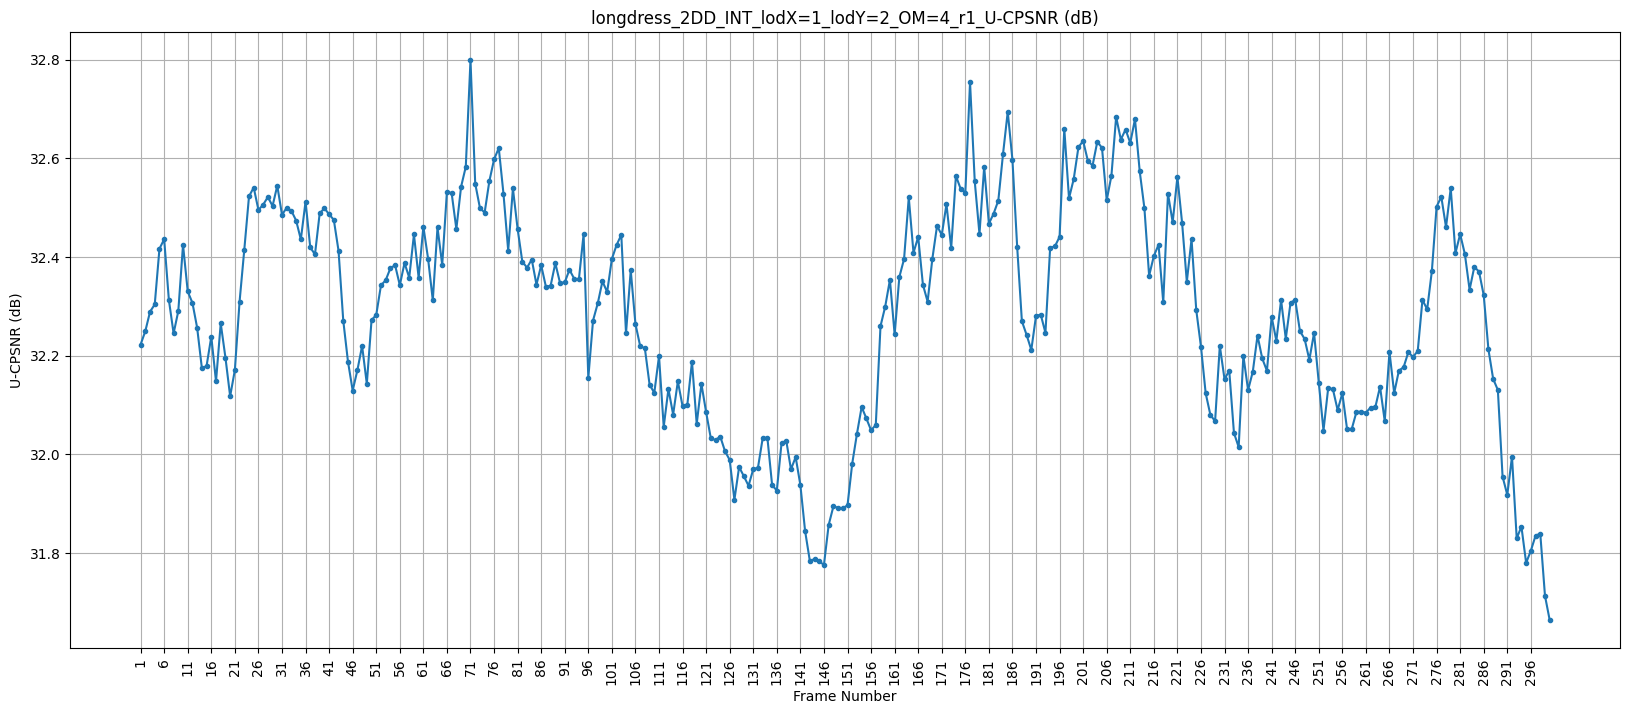 longdress_2DD_INT_lodX=1_lodY=2_OM=4_r1_U-CPSNR (dB)
32.8
32.6
32.4
32.2
32.0
31.8
U-CPSNR (dB)
1 6 11 16 21 26 31 36 41 46 51 56 61 66 71 76 81 86 91 96 101 106 111 116 121 126 131 136 141 146 151 156 161 166 171 176 181 186 191 196 201 206 211 216 221 226 231 236 241 246 251 256 261 266 271 276 281 286 291 296
Frame Number